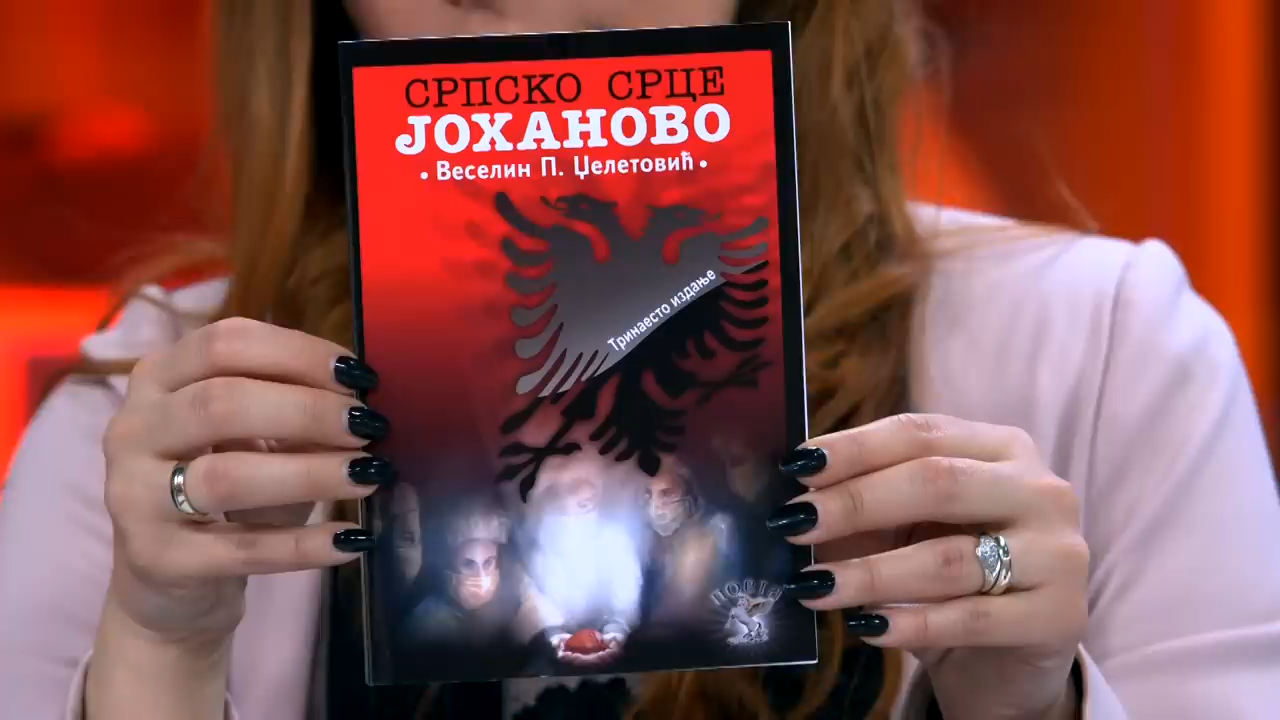 СРПСКО СРЦЕ
ЈОХАНОВО
• Веселин П. Џелетовић •
Тринаесто издање